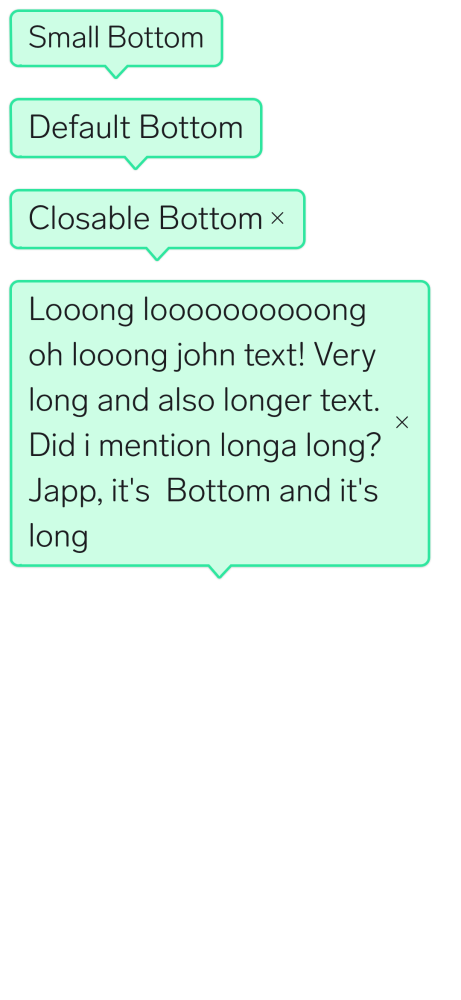 Small Bottom
Default Bottom
Closable Bottom ×
Looong looooooooooong
oh looong john text! Very
long and also longer text.
×
Did i mention longa long?
Japp, it's  Bottom and it's
long